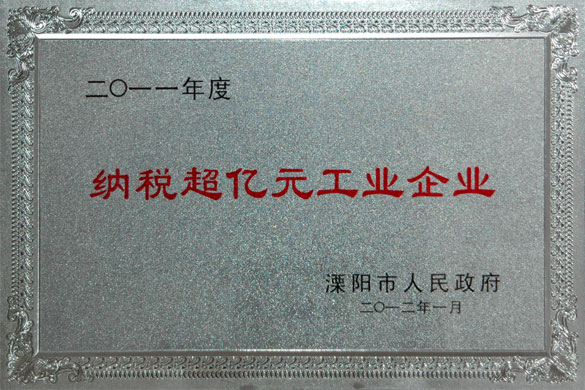 二〇一一年度
纳税超亿元工业企业
溧阳市人民政府
二〇一二年一月